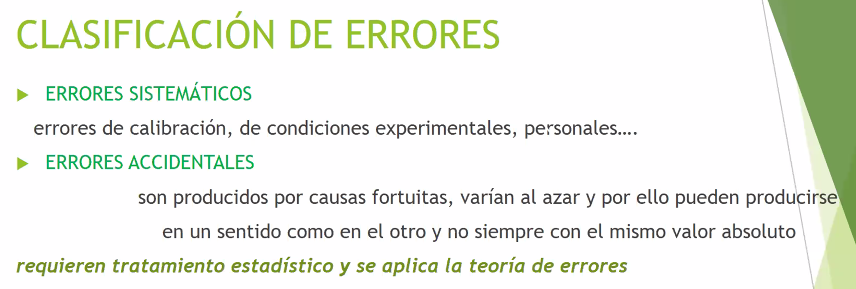 CLASIFICACIÓN DE ERRORES
ERRORES SISTEMÁTICOS
errores de calibración, de condiciones experimentales, personales….
ERRORES ACCIDENTALES
son producidos por causas fortuitas, varían al azar y por ello pueden producirse
en un sentido como en el otro y no siempre con el mismo valor absoluto
requieren tratamiento estadístico y se aplica la teoría de errores